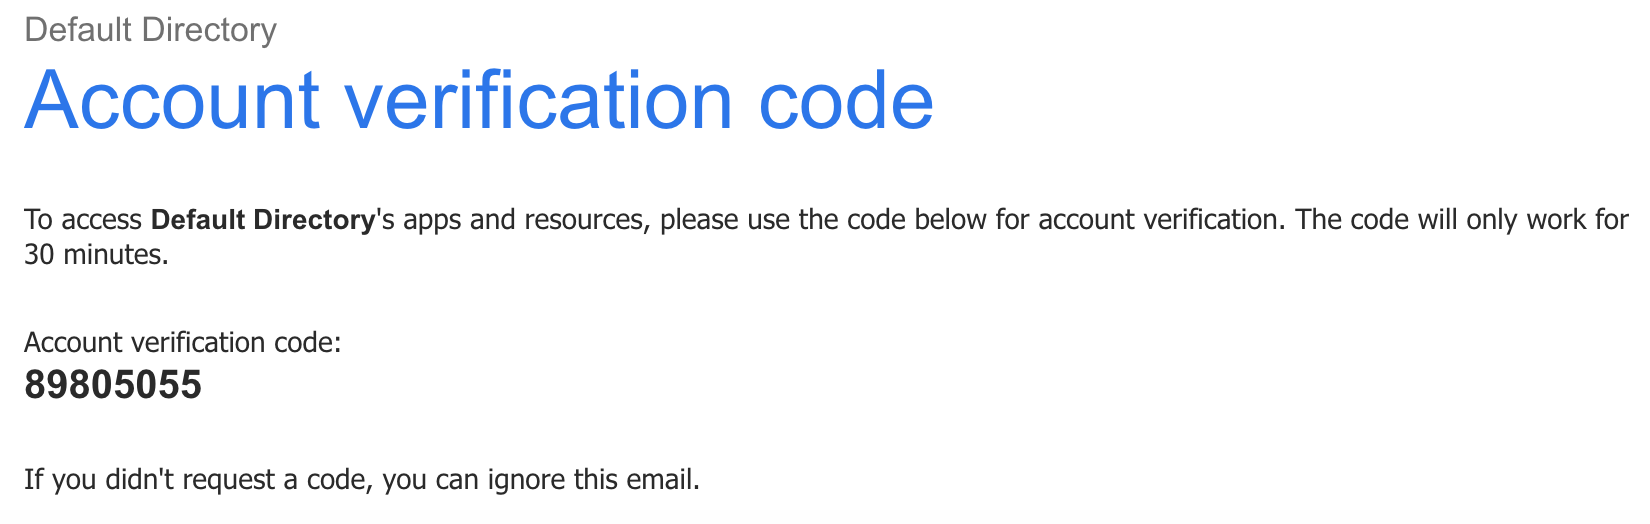 Default Directory
Account verification code
To access Default Directory's apps and resources, please use the code below for account verification. The code will only work for
30 minutes.
Account verification code:
89805055
If you didn't request a code, you can ignore this email.